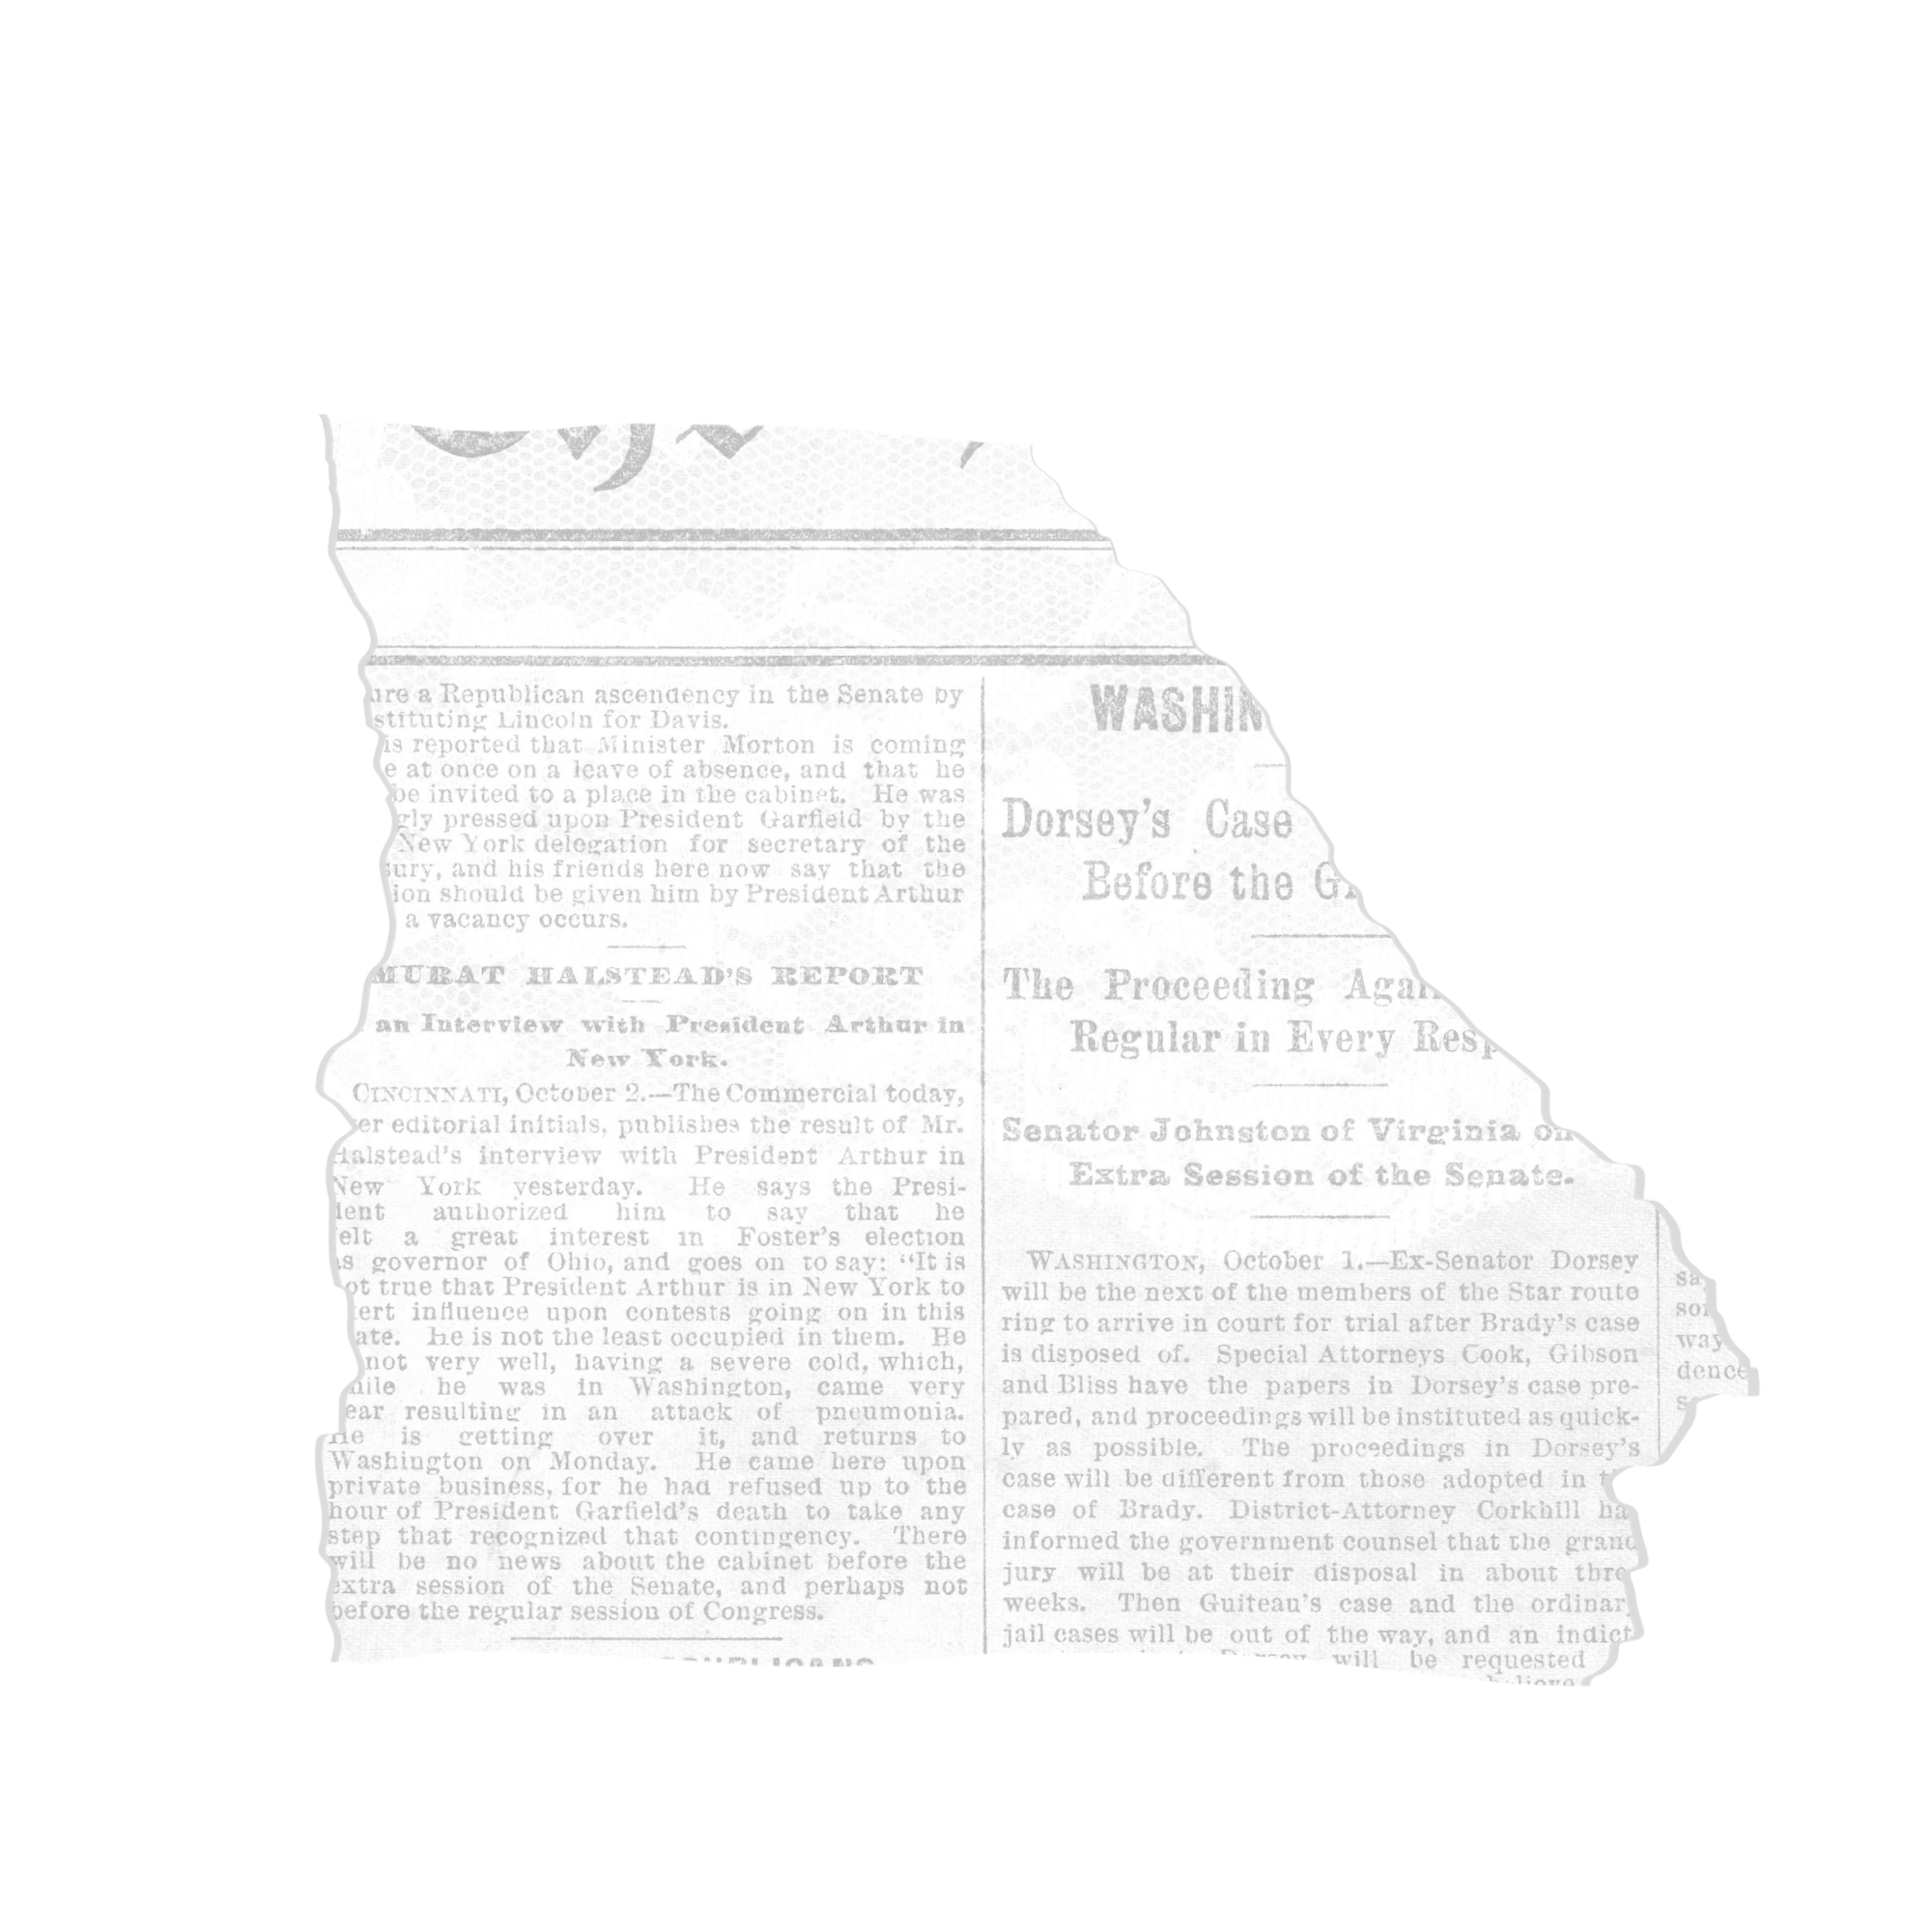 ure a Republican ascendency in the Senate by
stituting Lincoln for Davis.
is reported that Minister Morton is coming
e at once on a leave of absence, and that he
be invited to a place in the cabinet. He was
gly pressed upon President Garfield by the
New York delegation for secretary of the
ury, and his friends here now say that the
ion should be given him by President Arthur
a vacancy occurs.
MURAT HALSTEAD'S REPORT
an Interview with President Arthur in
New York.
CINCINNATI, October 2.—The Commercial today,
er editorial initials, publishes the result of Mr.
Halstead's interview with President Arthur in
New York yesterday. He says the Presi-
dent authorized him to say that he
felt a great interest in Foster's election
as governor of Ohio, and goes on to say: "It is
ot true that President Arthur is in New York to
ert influence upon contests going on in this
ate. He is not the least occupied in them. He
not very well, having a severe cold, which,
hile he was in Washington, came very
ear resulting in an attack of pneumonia.
He is getting over it, and returns to
Washington on Monday. He came here upon
private business, for he had refused up to the
hour of President Garfield's death to take any
step that recognized that contingency. There
will be no news about the cabinet before the
extra session of the Senate, and perhaps not
before the regular session of Congress.
WASHIN
Dorsey's Case
Before the G
The Proceeding Again
Regular in Every Resp
Senator Johnston of Virginia on
Extra Session of the Senate.
WASHINGTON, October 1.—Ex-Senator Dorsey
will be the next of the members of the Star route
ring to arrive in court for trial after Brady's case
is disposed of. Special Attorneys Cook, Gibson
and Bliss have the papers in Dorsey's case pre-
pared, and proceedings will be instituted as quick-
ly as possible. The proceedings in Dorsey's
case will be different from those adopted in t
case of Brady. District-Attorney Corkhill ha
informed the government counsel that the grand
jury will be at their disposal in about thre
weeks. Then Guiteau's case and the ordinar
jail cases will be out of the way, and an indict
will be requested
sa
so
way
dence
s